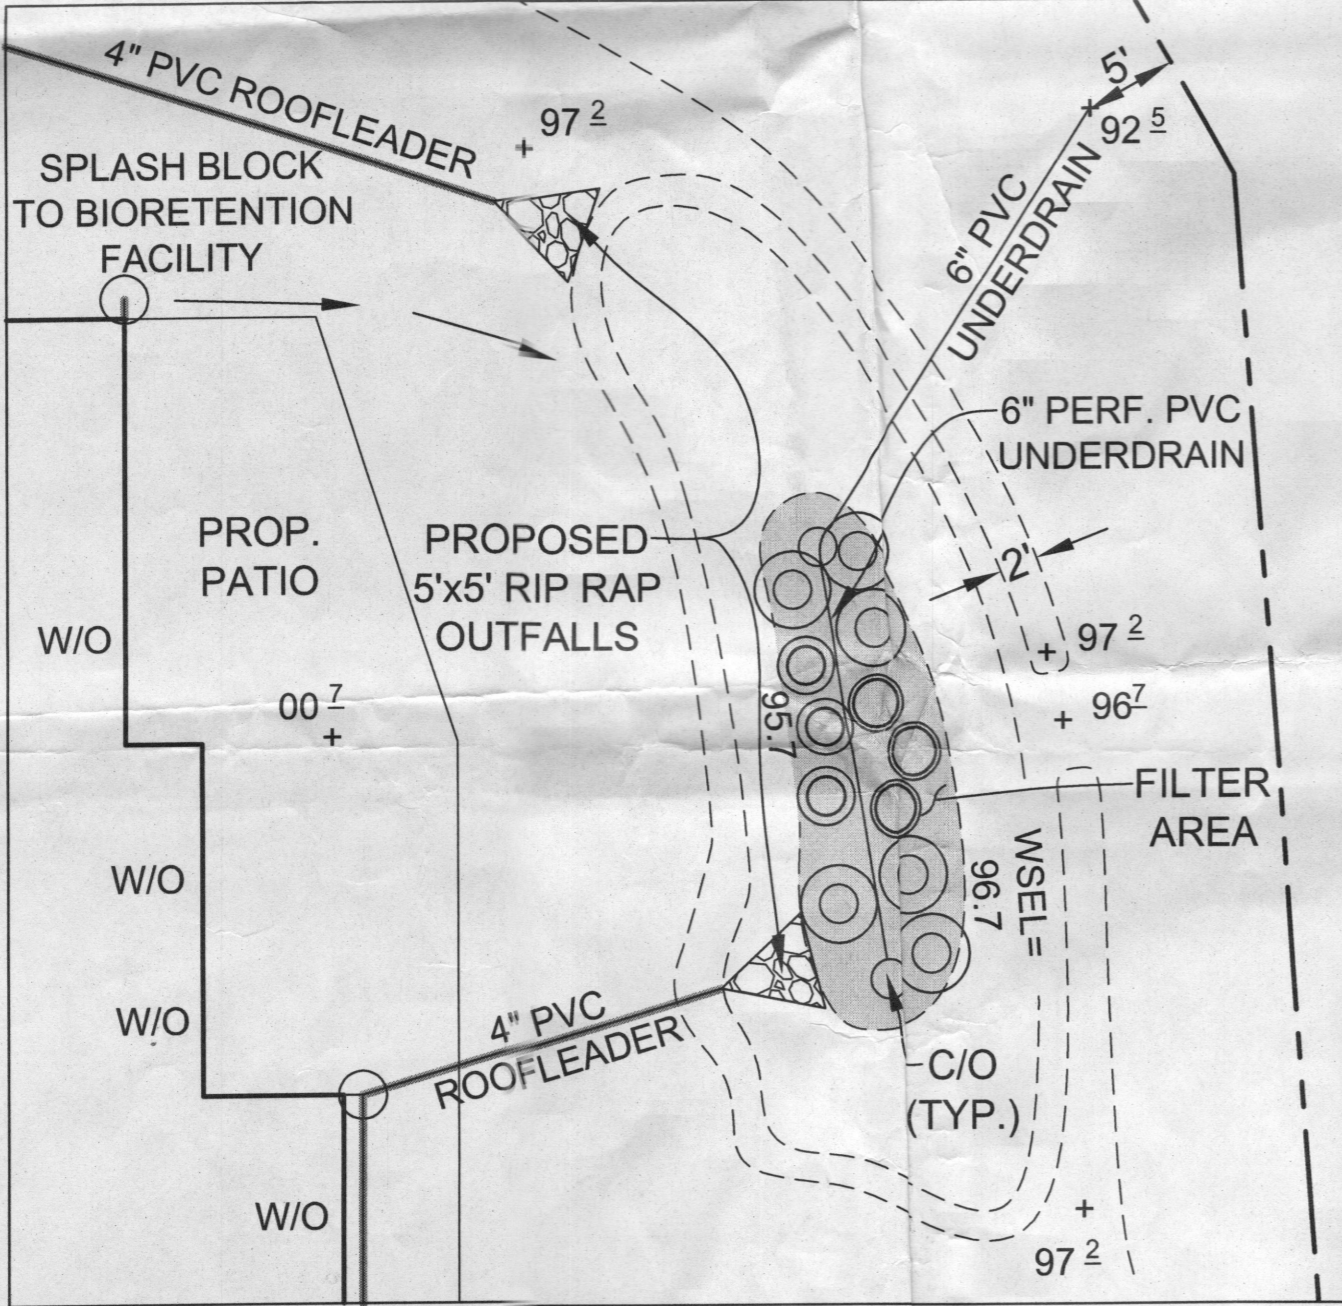 4" PVC ROOFLEADER
97 2
5'
92 5
SPLASH BLOCK
TO BIORETENTION
FACILITY
6" PVC
UNDERDRAIN
6" PERF. PVC
UNDERDRAIN
PROP.
PATIO
PROPOSED
5'x5' RIP RAP
OUTFALLS
2'
W/O
97 2
00 7
95.7
96 7
FILTER
AREA
W/O
WSEL=
96.7
W/O
4" PVC
ROOFLEADER
C/O
(TYP.)
W/O
97 2